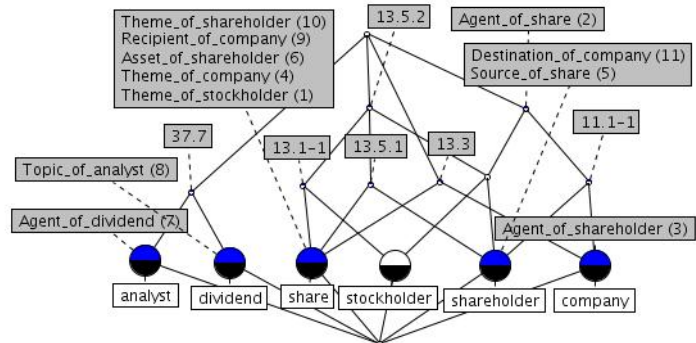 Theme_of_shareholder (10)
Recipient_of_company (9)
Asset_of_shareholder (6)
Theme_of_company (4)
Theme_of_stockholder (1)
13.5.2
Agent_of_share (2)
Destination_of_company (11)
Source_of_share (5)
37.7
13.1-1
13.5.1
13.3
11.1-1
Topic_of_analyst (8)
Agent_of_dividend (7)
Agent_of_shareholder (3)
analyst
dividend
share
stockholder
shareholder
company